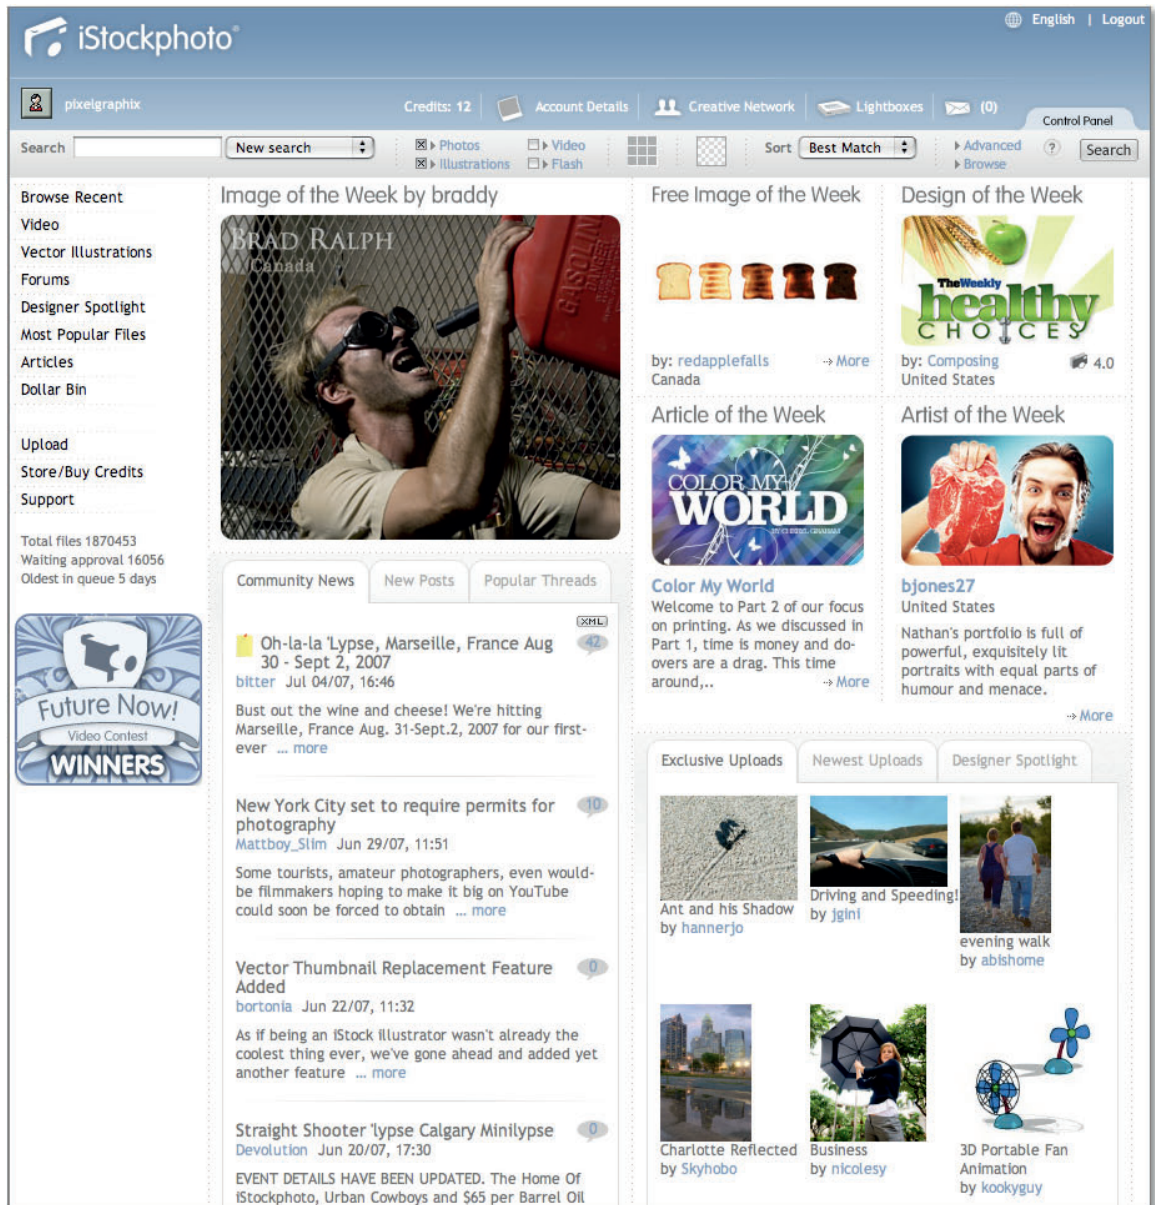 iStockphoto®
English | Logout
pixelgraphix
Credits: 12
Account Details
Creative Network
Lightboxes
(0)
Control Panel
Search
New search
Photos
Illustrations
Video
Flash
Sort
Best Match
Advanced
Browse
?
Search
Browse Recent
Video
Vector Illustrations
Forums
Designer Spotlight
Most Popular Files
Articles
Dollar Bin
Upload
Store/Buy Credits
Support
Total files 1870453
Waiting approval 16056
Oldest in queue 5 days
Future Now!
Video Contest
WINNERS
Image of the Week by braddy
BRAD RALPH
Canada
GASOLINE
DANGER
Free Image of the Week
by: redapplefalls
More
Canada
Design of the Week
TheWeekly
healthy
CHOICES
by: Composing
4.0
United States
Article of the Week
COLOR MY
WORLD
Color My World
Welcome to Part 2 of our focus
on printing. As we discussed in
Part 1, time is money and do-
overs are a drag. This time
around,..
More
Artist of the Week
bjones27
United States
Nathan's portfolio is full of
powerful, exquisitely lit
portraits with equal parts of
humour and menace.
More
Community News
New Posts
Popular Threads
XML
Oh-la-la 'Lypse, Marseille, France Aug
30 - Sept 2, 2007
42
bitter Jul 04/07, 16:46
Bust out the wine and cheese! We're hitting
Marseille, France Aug. 31-Sept.2, 2007 for our first-
ever ... more
New York City set to require permits for
photography
10
Mattboy_Slim Jun 29/07, 11:51
Some tourists, amateur photographers, even would-
be filmmakers hoping to make it big on YouTube
could soon be forced to obtain ... more
Vector Thumbnail Replacement Feature
Added
0
bortonia Jun 22/07, 11:32
As if being an iStock illustrator wasn't already the
coolest thing ever, we've gone ahead and added yet
another feature ... more
Straight Shooter 'lypse Calgary Minilypse
0
Devolution Jun 20/07, 17:30
EVENT DETAILS HAVE BEEN UPDATED. The Home Of
iStockphoto, Urban Cowboys and $65 per Barrel Oil
Exclusive Uploads
Newest Uploads
Designer Spotlight
Ant and his Shadow
by hannerjo
Driving and Speeding!
by jgini
evening walk
by abishome
Charlotte Reflected
by Skyhobo
Business
by nicolesy
3D Portable Fan
Animation
by kookyguy